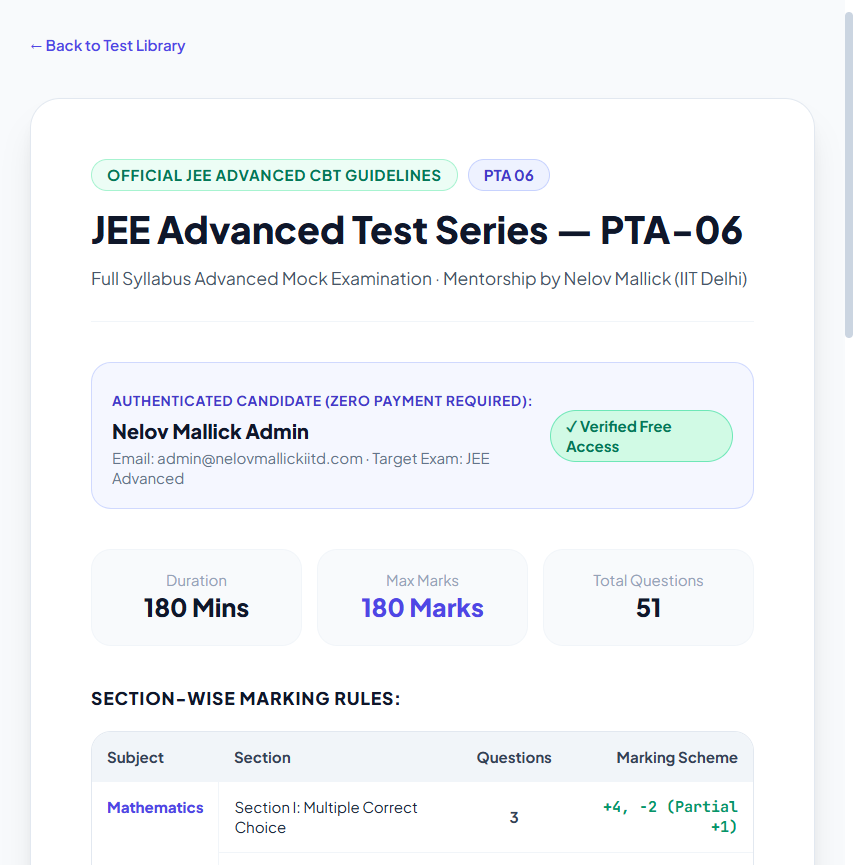 ← Back to Test Library
OFFICIAL JEE ADVANCED CBT GUIDELINES
PTA 06
JEE Advanced Test Series — PTA-06
Full Syllabus Advanced Mock Examination · Mentorship by Nelov Mallick (IIT Delhi)
AUTHENTICATED CANDIDATE (ZERO PAYMENT REQUIRED):
Nelov Mallick Admin
Email: admin@nelovmallickiitd.com · Target Exam: JEE
Advanced
✓ Verified Free
Access
Duration
180 Mins
Max Marks
180 Marks
Total Questions
51
SECTION-WISE MARKING RULES:
Subject Section Questions Marking Scheme
Mathematics
Section I: Multiple Correct
Choice
3
+4, -2 (Partial
+1)